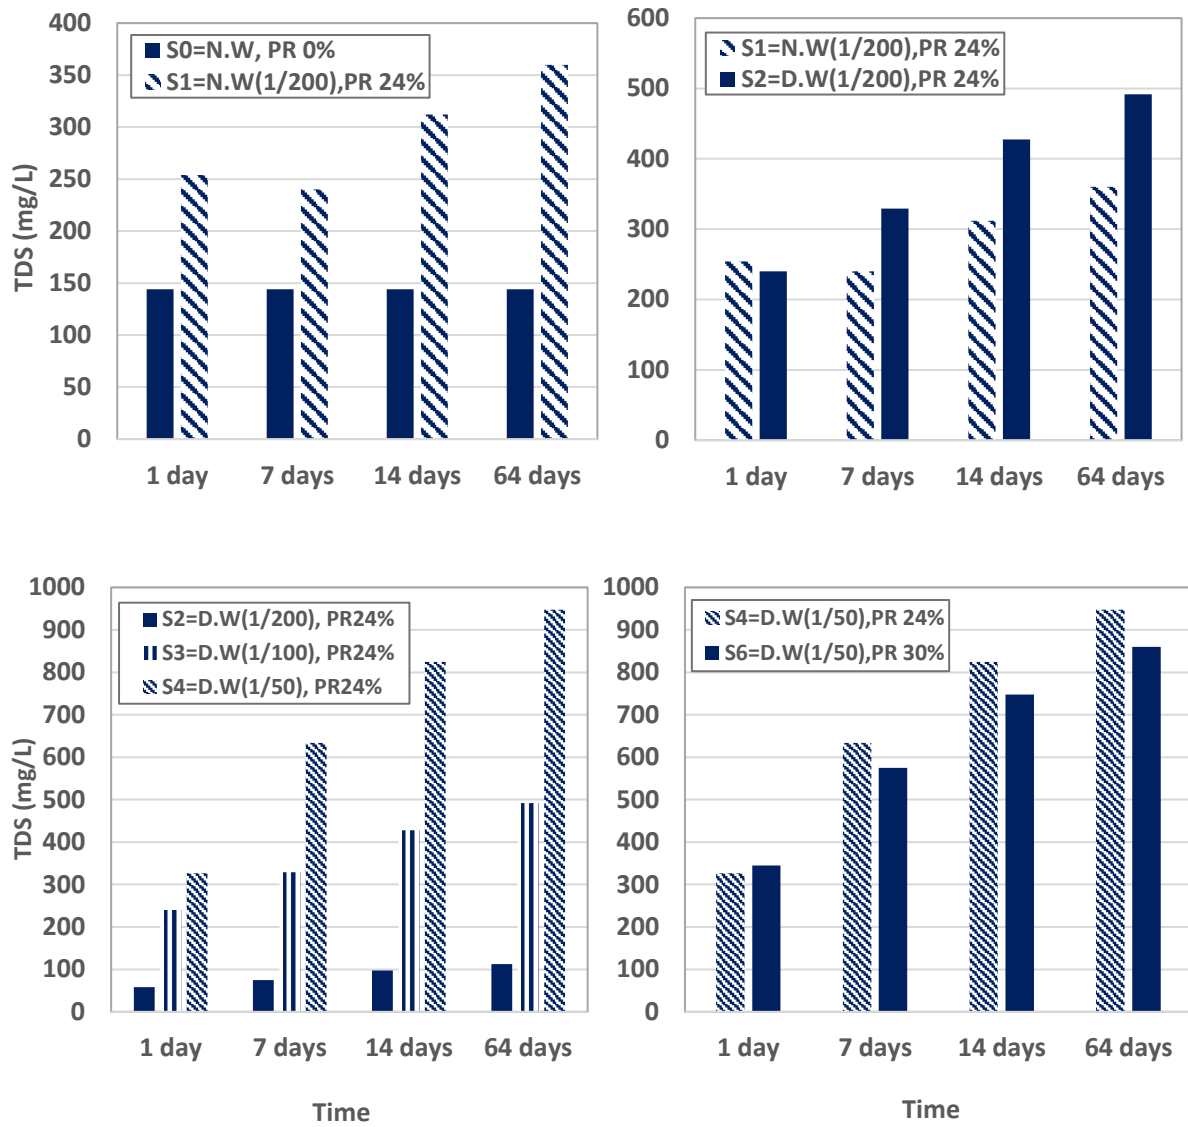 TDS (mg/L)
400
350
300
250
200
150
100
50
0
S0=N.W, PR 0%
S1=N.W(1/200),PR 24%
1 day
7 days
14 days
64 days
600
500
400
300
200
100
0
S1=N.W(1/200),PR 24%
S2=D.W(1/200),PR 24%
1 day
7 days
14 days
64 days
TDS (mg/L)
1000
900
800
700
600
500
400
300
200
100
0
S2=D.W(1/200), PR24%
S3=D.W(1/100), PR24%
S4=D.W(1/50), PR24%
1 day
7 days
14 days
64 days
Time
1000
900
800
700
600
500
400
300
200
100
0
S4=D.W(1/50),PR 24%
S6=D.W(1/50),PR 30%
1 day
7 days
14 days
64 days
Time